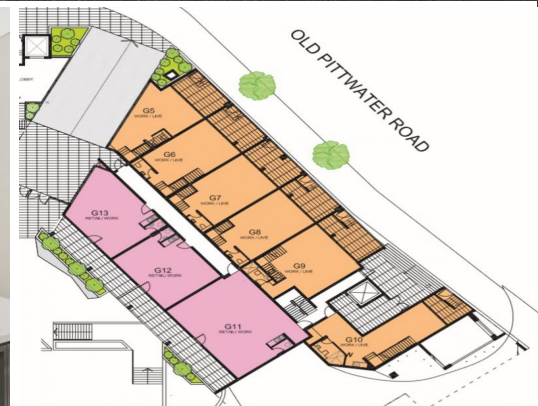 LOBBY
OLD PITTWATER ROAD
G5
WORK / LIVE
G6
WORK / LIVE
G7
WORK / LIVE
G8
WORK / LIVE
G9
WORK / LIVE
G10
WORK / LIVE
G13
RETAIL/ WORK
G12
RETAIL/ WORK
G11
RETAIL/ WORK